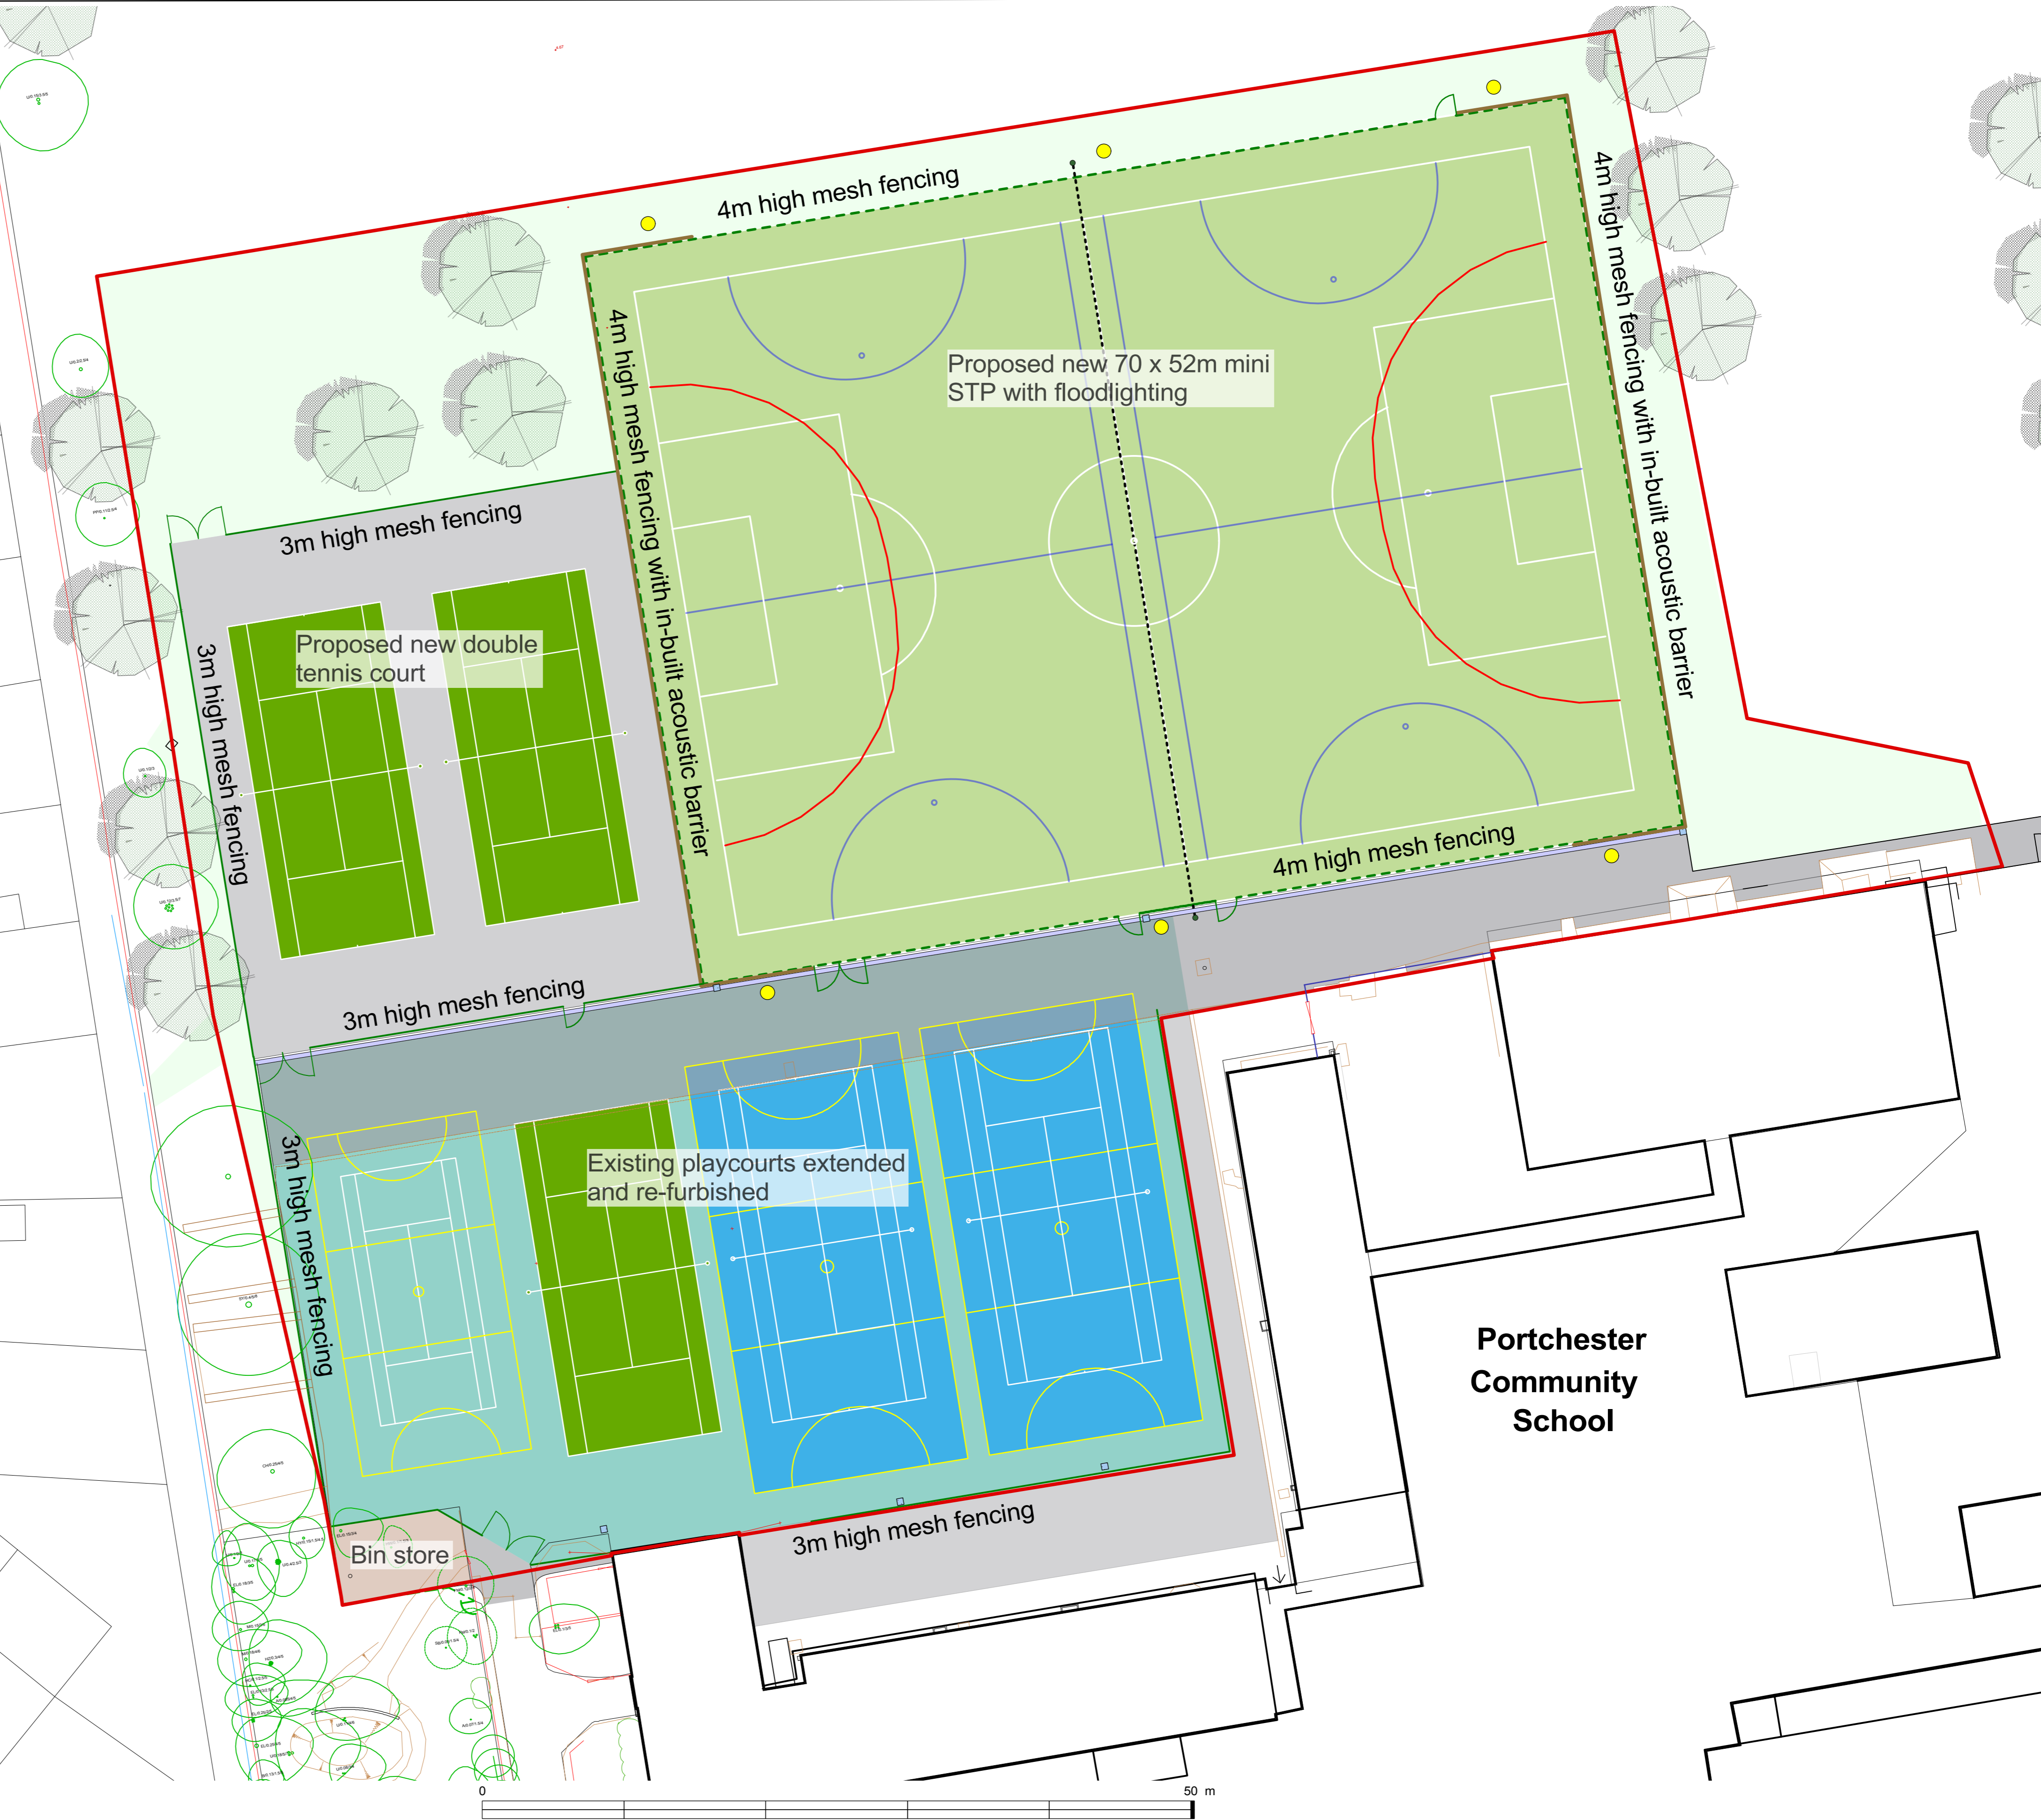 4m high mesh fencing
4m high mesh fencing with in-built acoustic barrier
4m high mesh fencing with in-built acoustic barrier
Proposed new 70 x 52m mini
STP with floodlighting
3m high mesh fencing
Proposed new double
tennis court
3m high mesh fencing
4m high mesh fencing
3m high mesh fencing
Existing playcourts extended
and re-furbished
3m high mesh fencing
Portchester
Community
School
3m high mesh fencing
Bin store
0
50 m